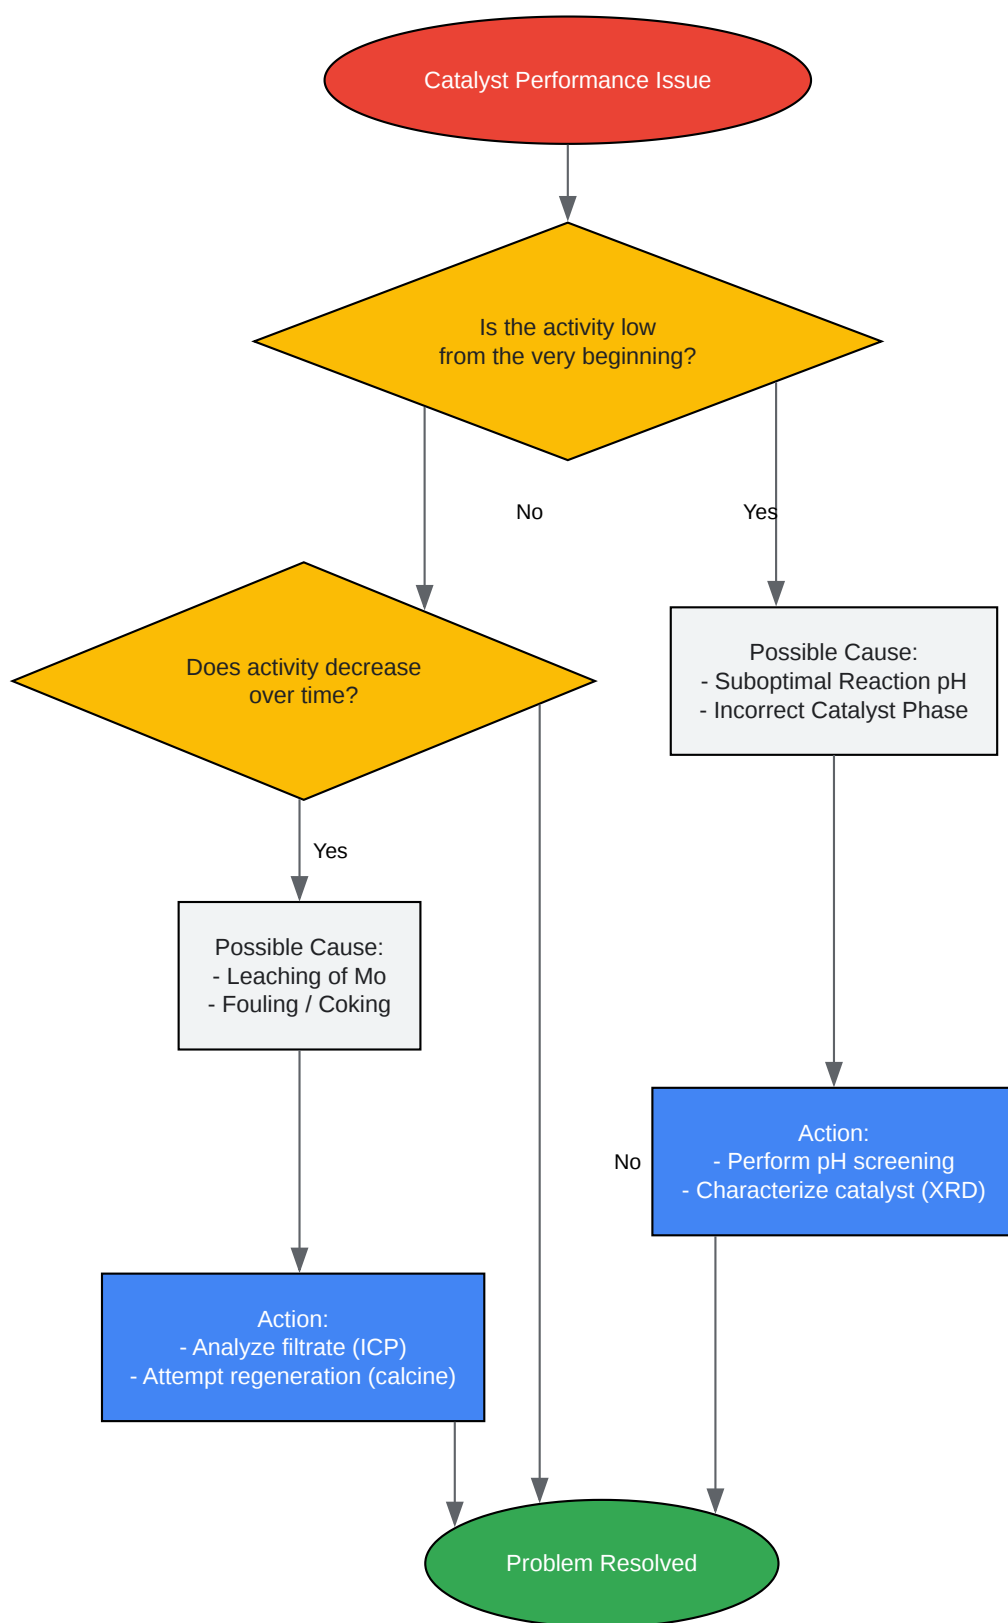 Catalyst Performance Issue
Is the activity low
from the very beginning?
No
Yes
Does activity decrease
over time?
Possible Cause:
- Suboptimal Reaction pH
- Incorrect Catalyst Phase
Yes
Possible Cause:
- Leaching of Mo
- Fouling / Coking
No
Action:
- Perform pH screening
- Characterize catalyst (XRD)
Action:
- Analyze filtrate (ICP)
- Attempt regeneration (calcine)
Problem Resolved